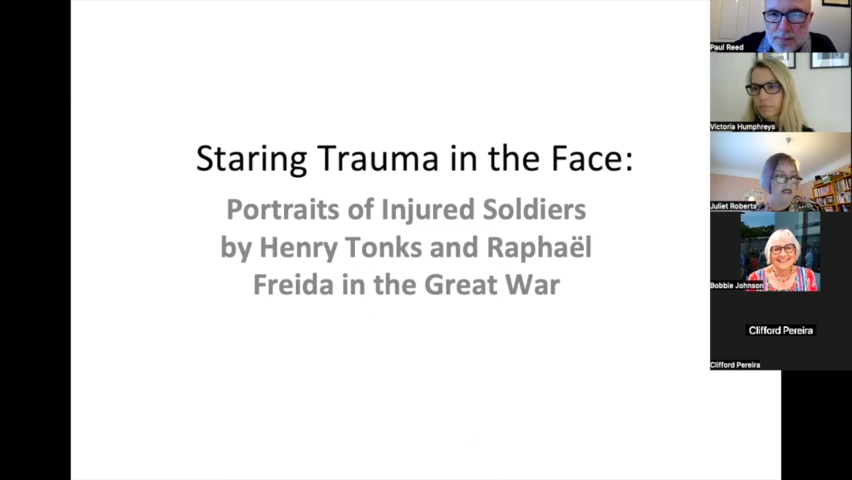 Staring Trauma in the Face:
Portraits of Injured Soldiers
by Henry Tonks and Raphaël
Freida in the Great War
Paul Reed
Victoria Humphreys
Juliet Roberts
Bobbie Johnson
Clifford Pereira
Clifford Pereira